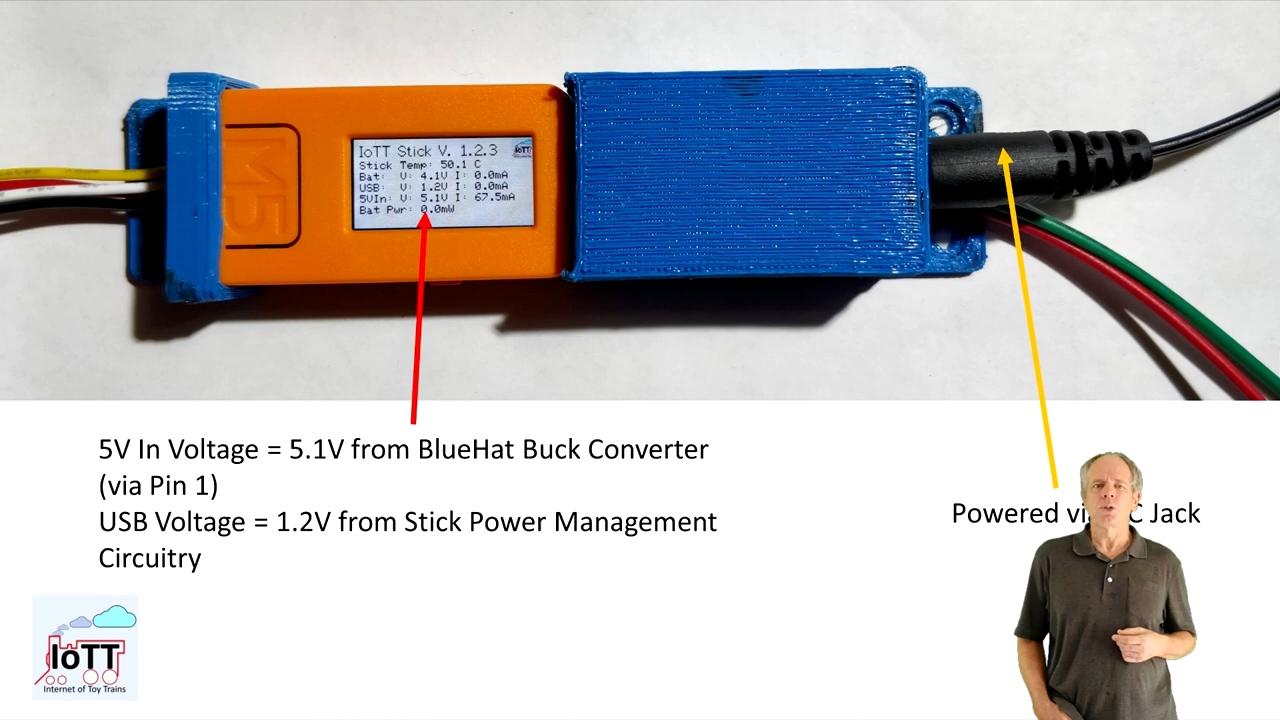 M5
IoTT Stick V. 1.2.3
IoTT
Stick Temp: 50.1 C
Bat: V: 4.1V I: 0.0mA
USB: V: 1.2V I: 0.0mA
5VIn: V: 5.1V I: 67.5mA
Bat Pwr: 0.0mW
5V In Voltage = 5.1V from BlueHat Buck Converter
(via Pin 1)
USB Voltage = 1.2V from Stick Power Management
Circuitry
Powered C Jack
IoTT
Internet of Toy Trains